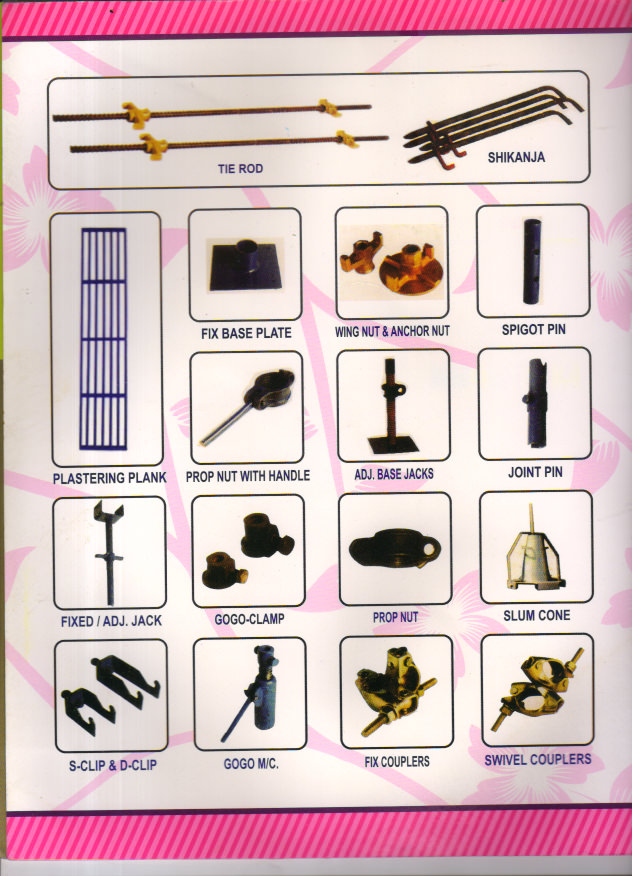 TIE ROD
SHIKANJA
FIX BASE PLATE
WING NUT & ANCHOR NUT
SPIGOT PIN
PLASTERING PLANK
PROP NUT WITH HANDLE
ADJ. BASE JACKS
JOINT PIN
FIXED / ADJ. JACK
GOGO-CLAMP
PROP NUT
SLUM CONE
S-CLIP & D-CLIP
GOGO M/C.
FIX COUPLERS
SWIVEL COUPLERS